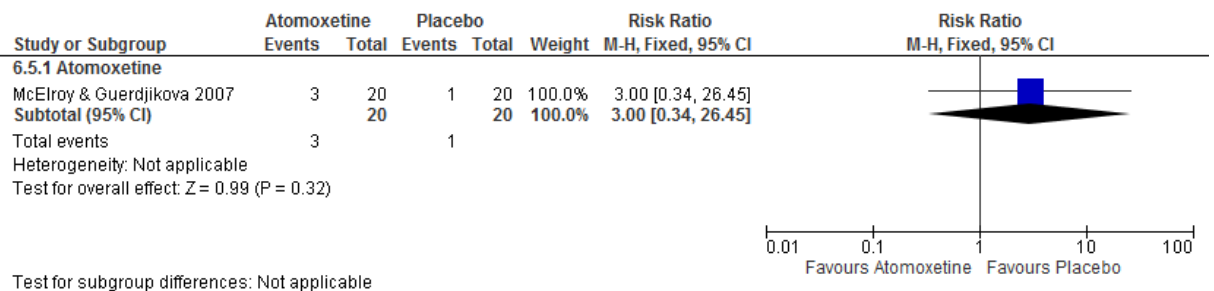 Atomoxetine Placebo Risk Ratio Risk Ratio
Study or Subgroup Events Total Events Total Weight M-H, Fixed, 95% CI M-H, Fixed, 95% CI
6.5.1 Atomoxetine
McElroy & Guerdjikova 2007 3 20 1 20 100.0% 3.00 [0.34, 26.45]
Subtotal (95% CI) 20 20 100.0% 3.00 [0.34, 26.45]
Total events 3 1
Heterogeneity: Not applicable
Test for overall effect: Z = 0.99 (P = 0.32)
0.01 0.1 1 10 100
Favours Atomoxetine Favours Placebo
Test for subgroup differences: Not applicable